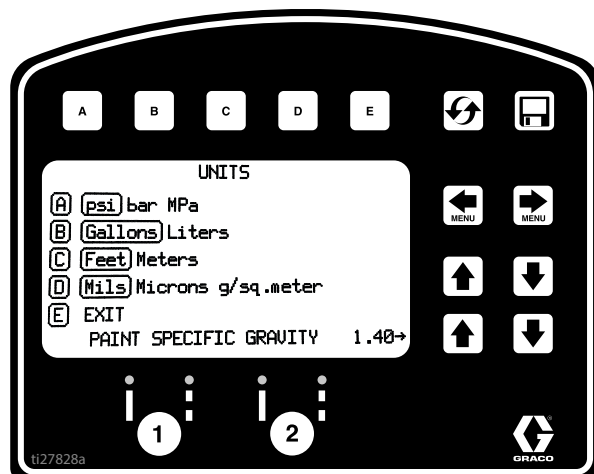 A B C D E
UNITS
A psi bar MPa
B Gallons Liters
C Feet Meters
D Mils Microns g/sq.meter
E EXIT
PAINT SPECIFIC GRAVITY 1.40→
MENU MENU
1 2
ti27828a
GRACO